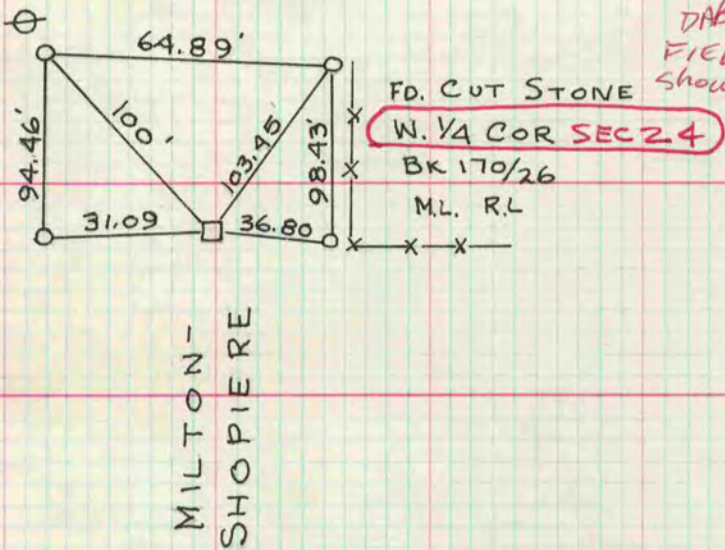 64.89'
94.46'
100'
103.45'
98.43'
31.09
36.80
FD. CUT STONE
W. 1/4 COR SEC 24
BK 170/26
M.L. R.L
MILTON-
SHOPIERE